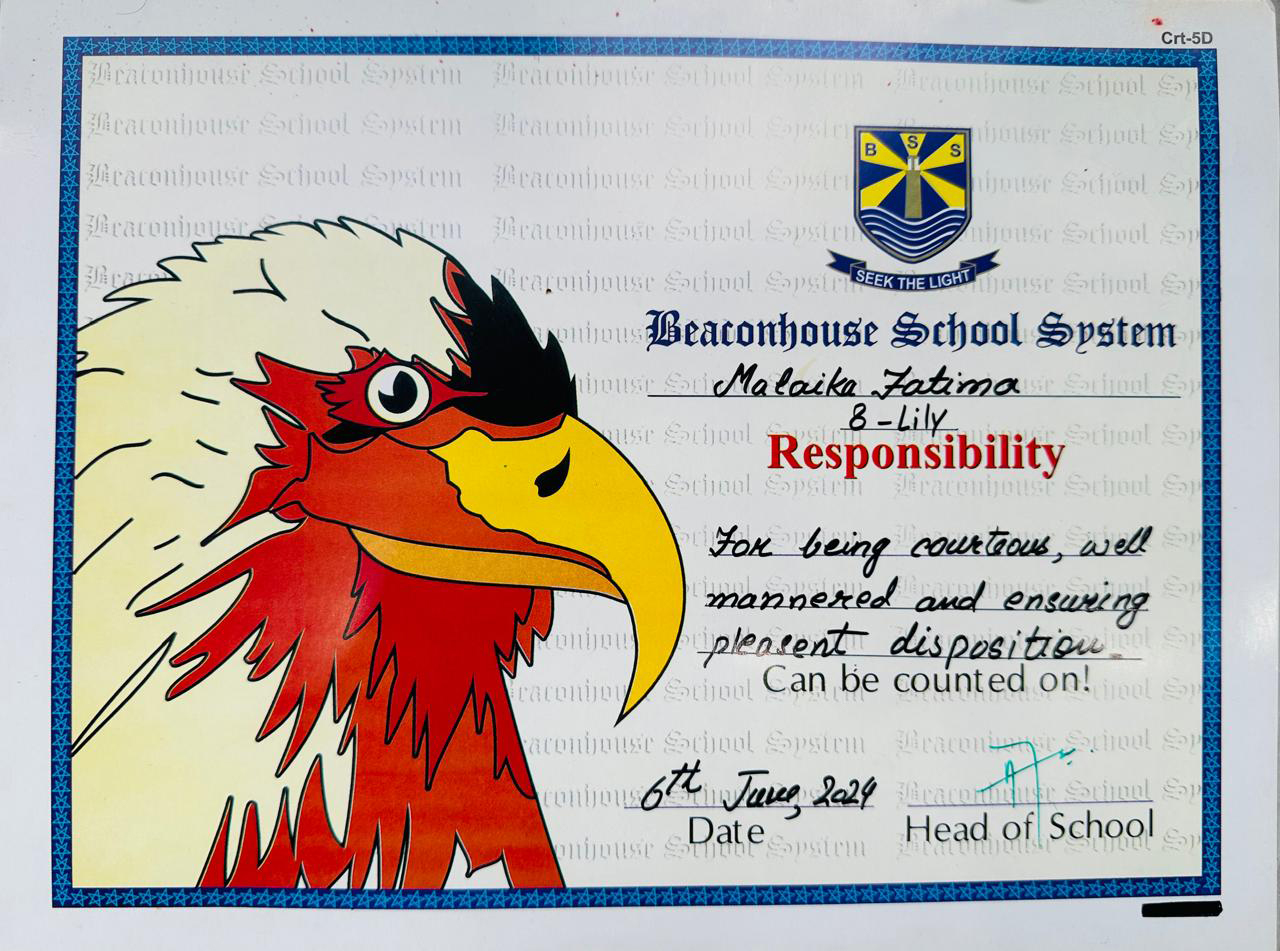 Crt-5D
B S S
SEEK THE LIGHT
Beaconhouse School System
Malaika Fatima
8-Lily
Responsibility
For being courteous, well
mannered and ensuring
pleasent disposition.
Can be counted on!
6th June, 2024
Date
Head of School